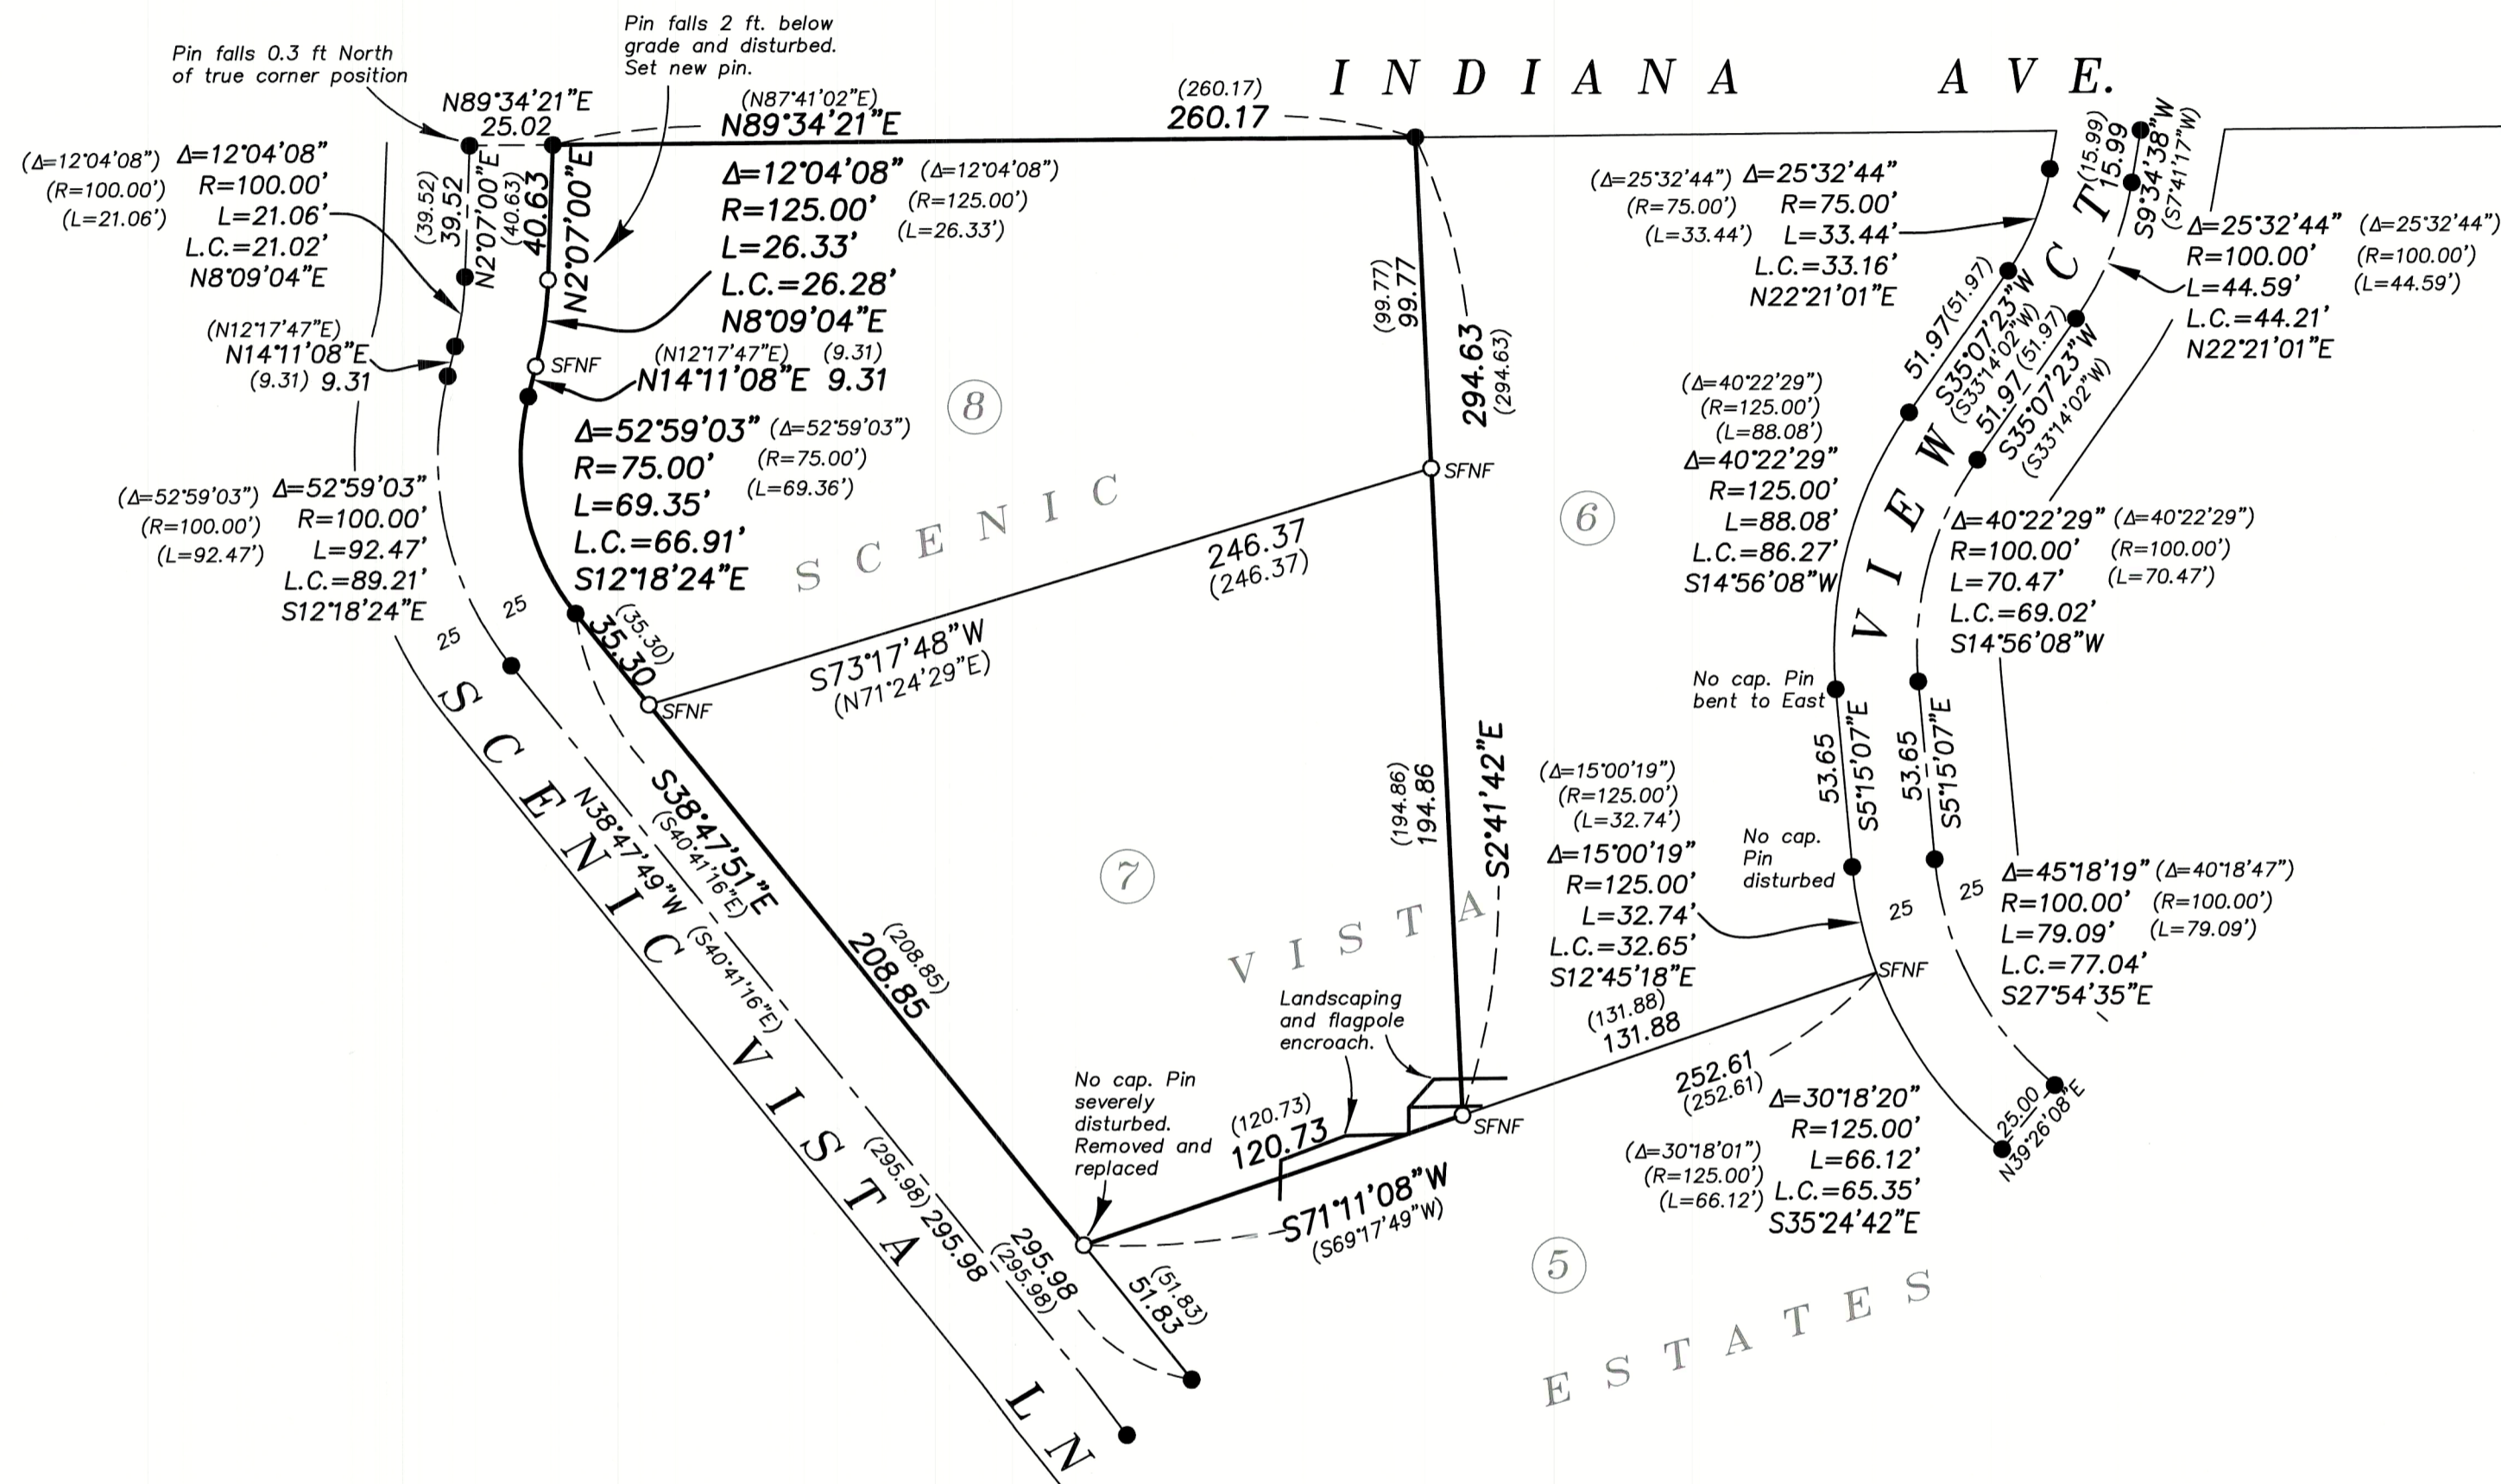 Pin falls 0.3 ft North
of true corner position
Pin falls 2 ft. below
grade and disturbed.
Set new pin.
INDIANA AVE.
N89°34'21"E
25.02
(N87°41'02"E)
N89°34'21"E
(260.17)
260.17
(Δ=12°04'08") Δ=12°04'08"
(R=100.00') R=100.00'
(L=21.06') L=21.06'
L.C.=21.02'
N8°09'04"E
(39.52)
39.52
N2°07'00"E
(40.63)
40.63
N2°07'00"E
Δ=12°04'08" (Δ=12°04'08")
R=125.00' (R=125.00')
L=26.33' (L=26.33')
L.C.=26.28'
N8°09'04"E
(N12°17'47"E)
N14°11'08"E
(9.31) 9.31
SFNF
(N12°17'47"E) (9.31)
N14°11'08"E 9.31
Δ=52°59'03" (Δ=52°59'03")
R=75.00' (R=75.00')
L=69.35' (L=69.36')
L.C.=66.91'
S12°18'24"E
(Δ=52°59'03") Δ=52°59'03"
(R=100.00') R=100.00'
(L=92.47') L=92.47'
L.C.=89.21'
S12°18'24"E
25
25
8
SCENIC
(99.77)
99.77
294.63
(294.63)
SFNF
246.37
(246.37)
S73°17'48"W
(N71°24'29"E)
(35.30)
35.30
SFNF
6
(Δ=25°32'44") Δ=25°32'44"
(R=75.00') R=75.00'
(L=33.44') L=33.44'
L.C.=33.16'
N22°21'01"E
VIEW CT
(15.99)
15.99
S9°34'38"W
(S7°41'17"W)
Δ=25°32'44" (Δ=25°32'44")
R=100.00' (R=100.00')
L=44.59' (L=44.59')
L.C.=44.21'
N22°21'01"E
51.97 (51.97)
S35°07'23"W
(S33°14'02"W)
51.97 (51.97)
S35°07'23"W
(S33°14'02"W)
(Δ=40°22'29")
(R=125.00')
(L=88.08')
Δ=40°22'29"
R=125.00'
L=88.08'
L.C.=86.27'
S14°56'08"W
Δ=40°22'29" (Δ=40°22'29")
R=100.00' (R=100.00')
L=70.47' (L=70.47')
L.C.=69.02'
S14°56'08"W
No cap. Pin
bent to East
53.65
S5°15'07"E
53.65
S5°15'07"E
(194.86)
194.86
S2°41'42"E
(Δ=15°00'19")
(R=125.00')
(L=32.74')
Δ=15°00'19"
R=125.00'
L=32.74'
L.C.=32.65'
S12°45'18"E
No cap.
Pin
disturbed
25
25
Δ=45°18'19" (Δ=40°18'47")
R=100.00' (R=100.00')
L=79.09' (L=79.09')
L.C.=77.04'
S27°54'35"E
SFNF
(131.88)
131.88
252.61
(252.61)
Δ=30°18'20"
R=125.00'
(Δ=30°18'01") L=66.12'
(R=125.00') L.C.=65.35'
(L=66.12') S35°24'42"E
25.00
N39°26'08"E
S38°47'51"E
(S40°41'16"E)
N38°47'49"W
(S40°41'16"E)
SCENIC VISTA LN
(208.85)
208.85
7
VISTA
Landscaping
and flagpole
encroach.
No cap. Pin
severely
disturbed.
Removed and
replaced
(120.73)
120.73
SFNF
S71°11'08"W
(S69°17'49"W)
(295.98) 295.98
295.98
(295.98)
(51.83)
51.83
5
ESTATES